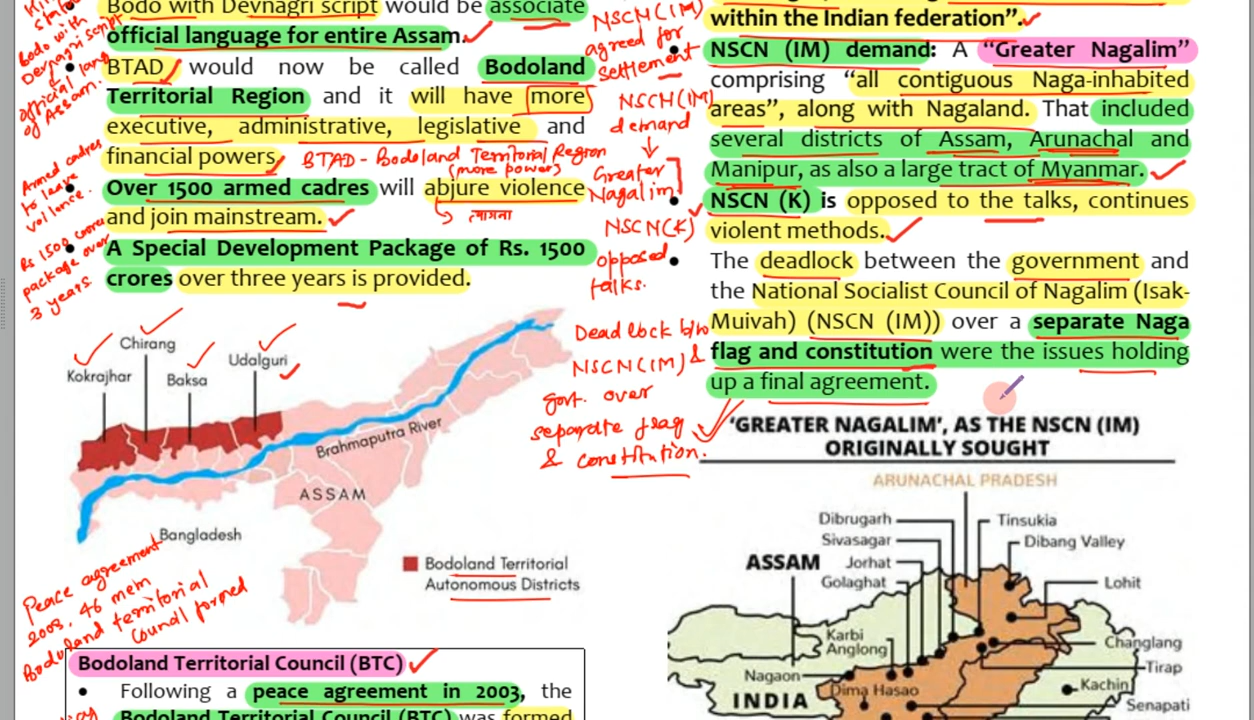 Bodo with Devnagri script would be associate
official language for entire Assam.
BTAD would now be called Bodoland
Territorial Region and it will have more
executive, administrative, legislative and
financial powers
BTAD - Bodoland Territorial Region
(more powers)
• Over 1500 armed cadres will abjure violence
and join mainstream.
• A Special Development Package of Rs. 1500
crores over three years is provided.
Bodo with
Devnagri script
official lang
of Assam.
Armed cadres
to leave
Rs 1500 crore
package over
3 years.
Chirang
Kokrajhar
Baksa
Udalguri
Brahmaputra River
ASSAM
Bangladesh
Bodoland Territorial
Autonomous Districts
Peace agreement
2003. 46 mem
Bodoland territorial
Council formed
Bodoland Territorial Council (BTC)
• Following a peace agreement in 2003, the
Bodoland Territorial Council (BTC) was formed
NSCN(IM)
agreed for
settlement
NSCN(IM)
demand
Greater
Nagalim
NSCN(K)
opposed
talks.
Dead lock b/w
NSCN(IM) &
govt. over
separate flag
& constitution.
within the Indian federation”.
• NSCN (IM) demand: A “Greater Nagalim”
comprising “all contiguous Naga-inhabited
areas”, along with Nagaland. That included
several districts of Assam, Arunachal and
Manipur, as also a large tract of Myanmar.
• NSCN (K) is opposed to the talks, continues
violent methods.
• The deadlock between the government and
the National Socialist Council of Nagalim (Isak-
Muivah) (NSCN (IM)) over a separate Naga
flag and constitution were the issues holding
up a final agreement.
‘GREATER NAGALIM’, AS THE NSCN (IM)
ORIGINALLY SOUGHT
ARUNACHAL PRADESH
Dibrugarh
Tinsukia
Sivasagar
Dibang Valley
ASSAM
Jorhat
Golaghat
Lohit
Karbi
Anglong
Changlang
Tirap
Nagaon
Dima Hasao
Kachin
INDIA
Senapati